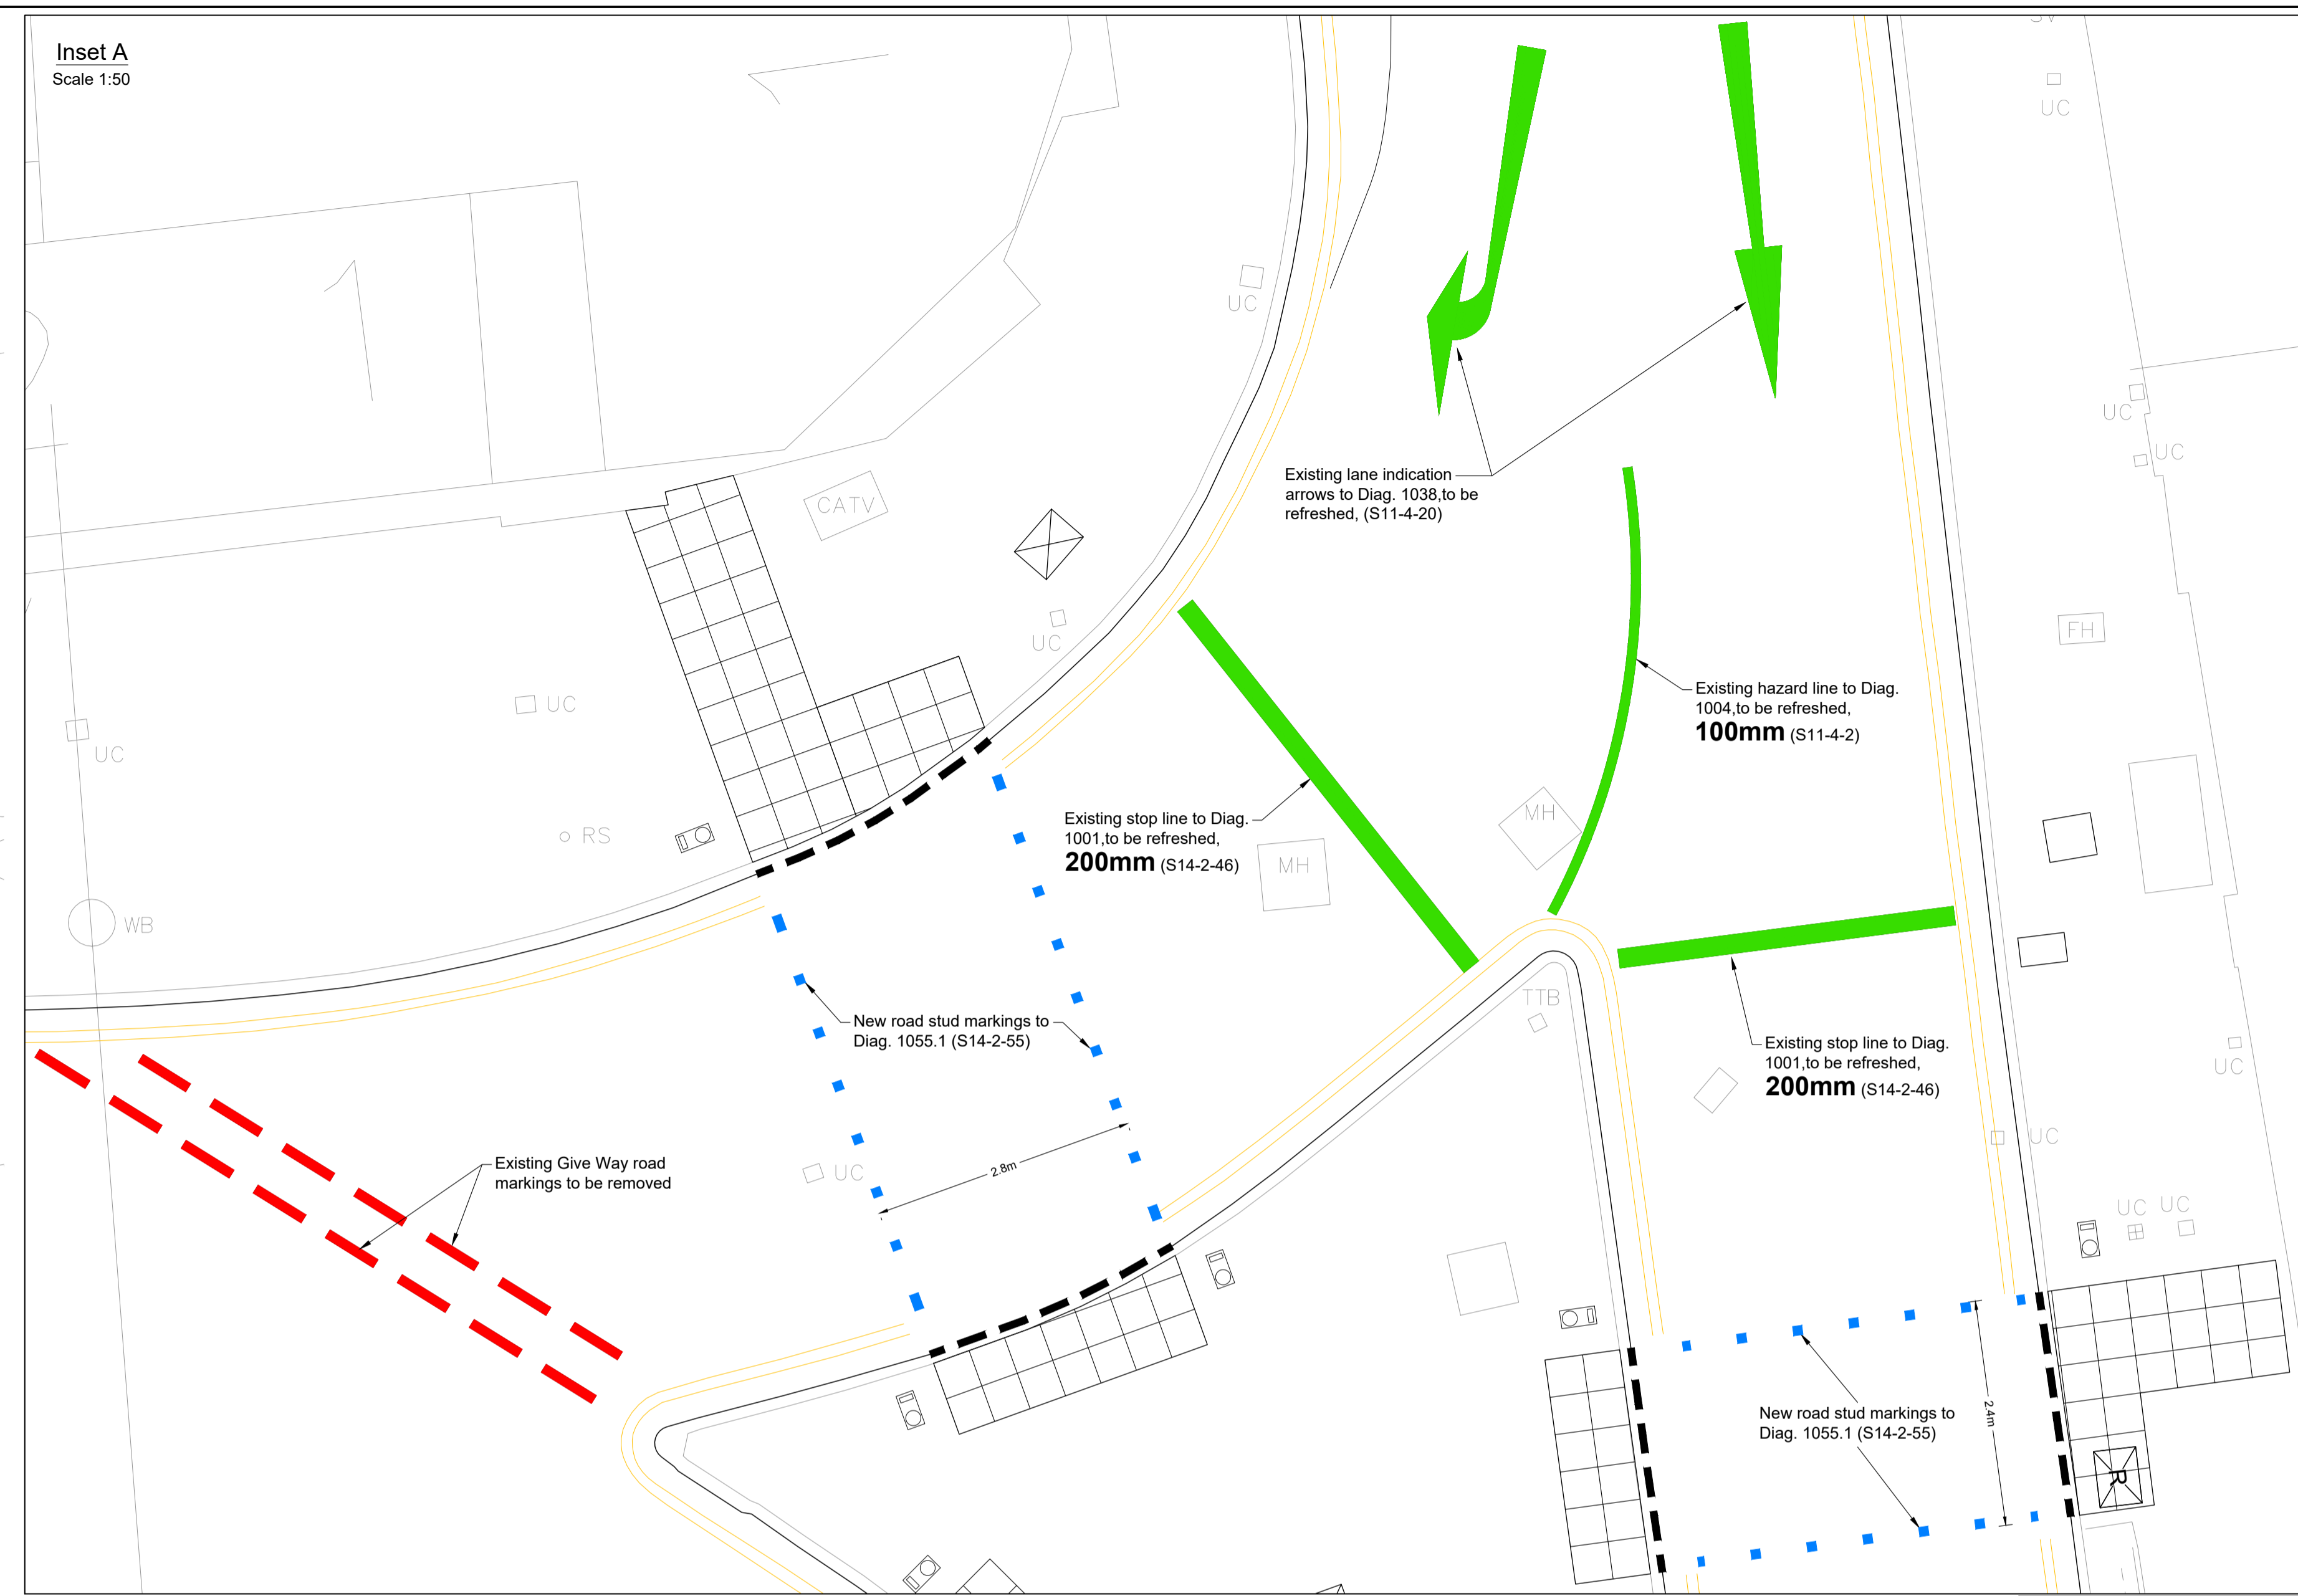 Inset A
Scale 1:50
UC
UC
CATV
Existing lane indication
arrows to Diag. 1038,to be
refreshed, (S11-4-20)
UC
UC
UC
FH
UC
UC
Existing hazard line to Diag.
1004,to be refreshed,
100mm (S11-4-2)
UC
RS
Existing stop line to Diag.
1001,to be refreshed,
200mm (S14-2-46)
MH
MH
WB
TTB
New road stud markings to
Diag. 1055.1 (S14-2-55)
Existing stop line to Diag.
1001,to be refreshed,
200mm (S14-2-46)
UC
UC
Existing Give Way road
markings to be removed
UC
2.8m
UC
UC
New road stud markings to
Diag. 1055.1 (S14-2-55)
2.4m
R